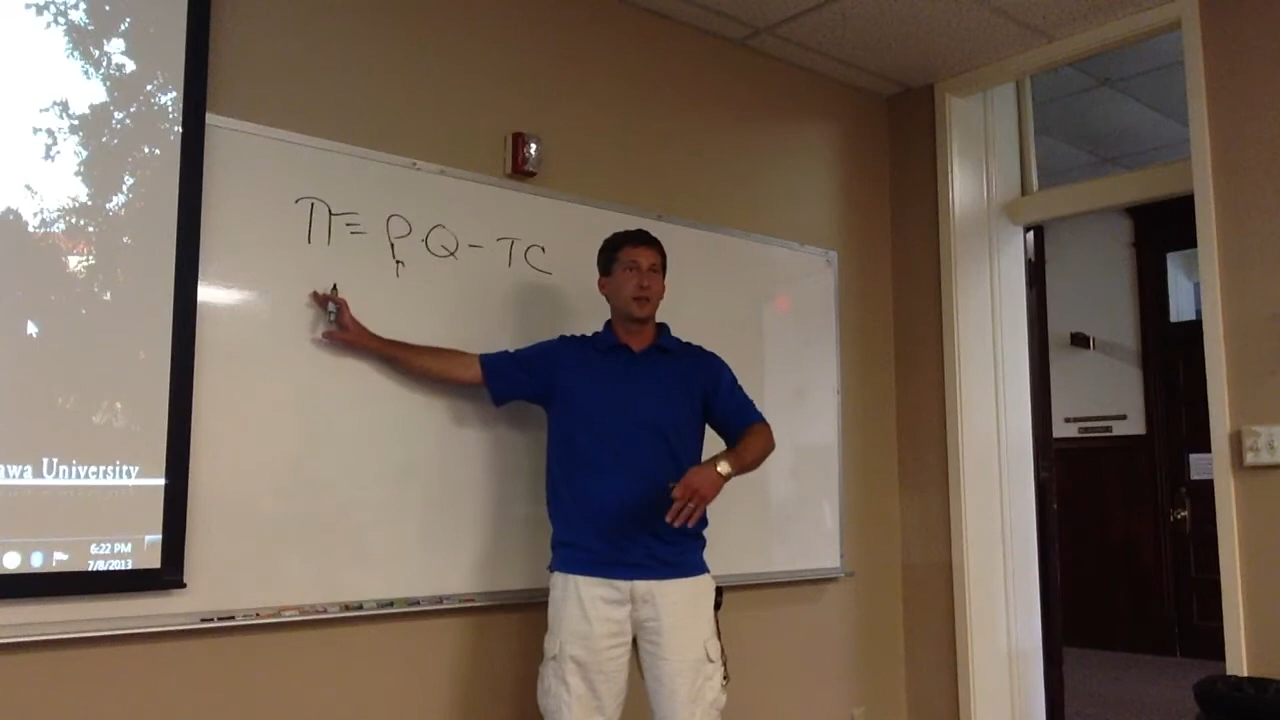 π = P·Q - TC
r
awa University
6:22 PM
7/8/2013